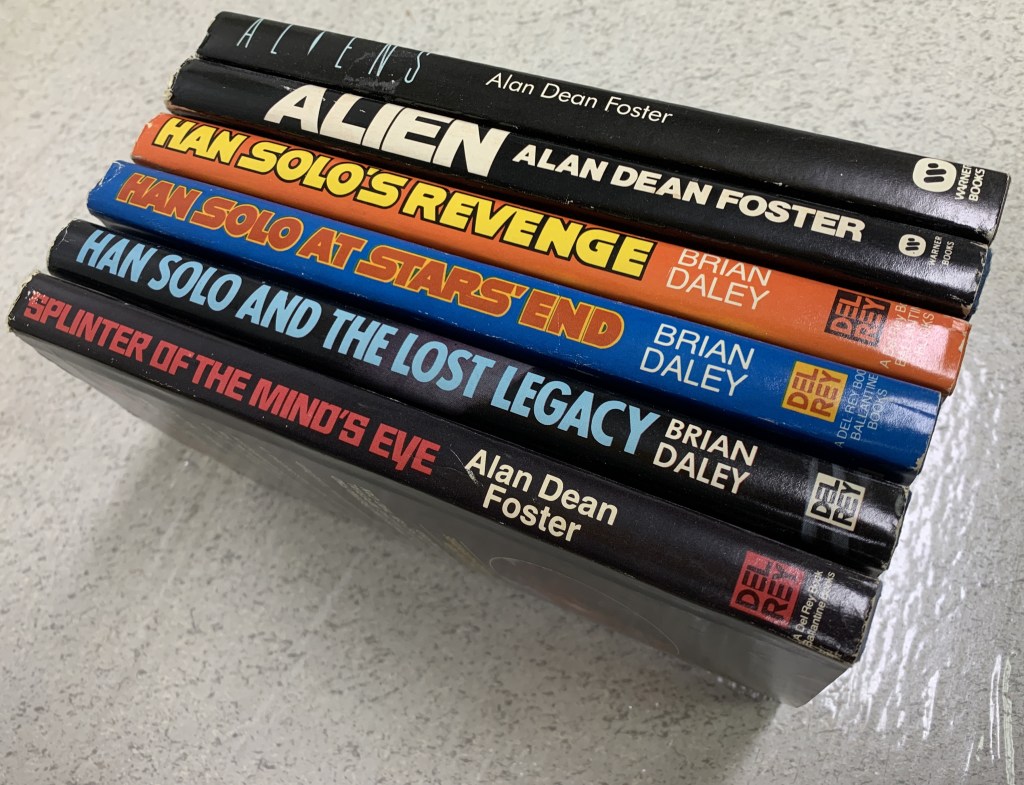 ALIENS
Alan Dean Foster
WARNER
BOOKS
ALIEN
ALAN DEAN FOSTER
WARNER
BOOKS
HAN SOLO'S REVENGE
BRIAN
DALEY
DEL
REY
HAN SOLO AT STARS' END
BRIAN
DALEY
DEL
REY
A DEL REY BOO
BALLANTINE
BOOKS
HAN SOLO AND THE LOST LEGACY
BRIAN
DALEY
DEL
REY
SPLINTER OF THE MIND'S EYE
Alan Dean
Foster
DEL
REY
A Del Rey Book
Ballantine Books